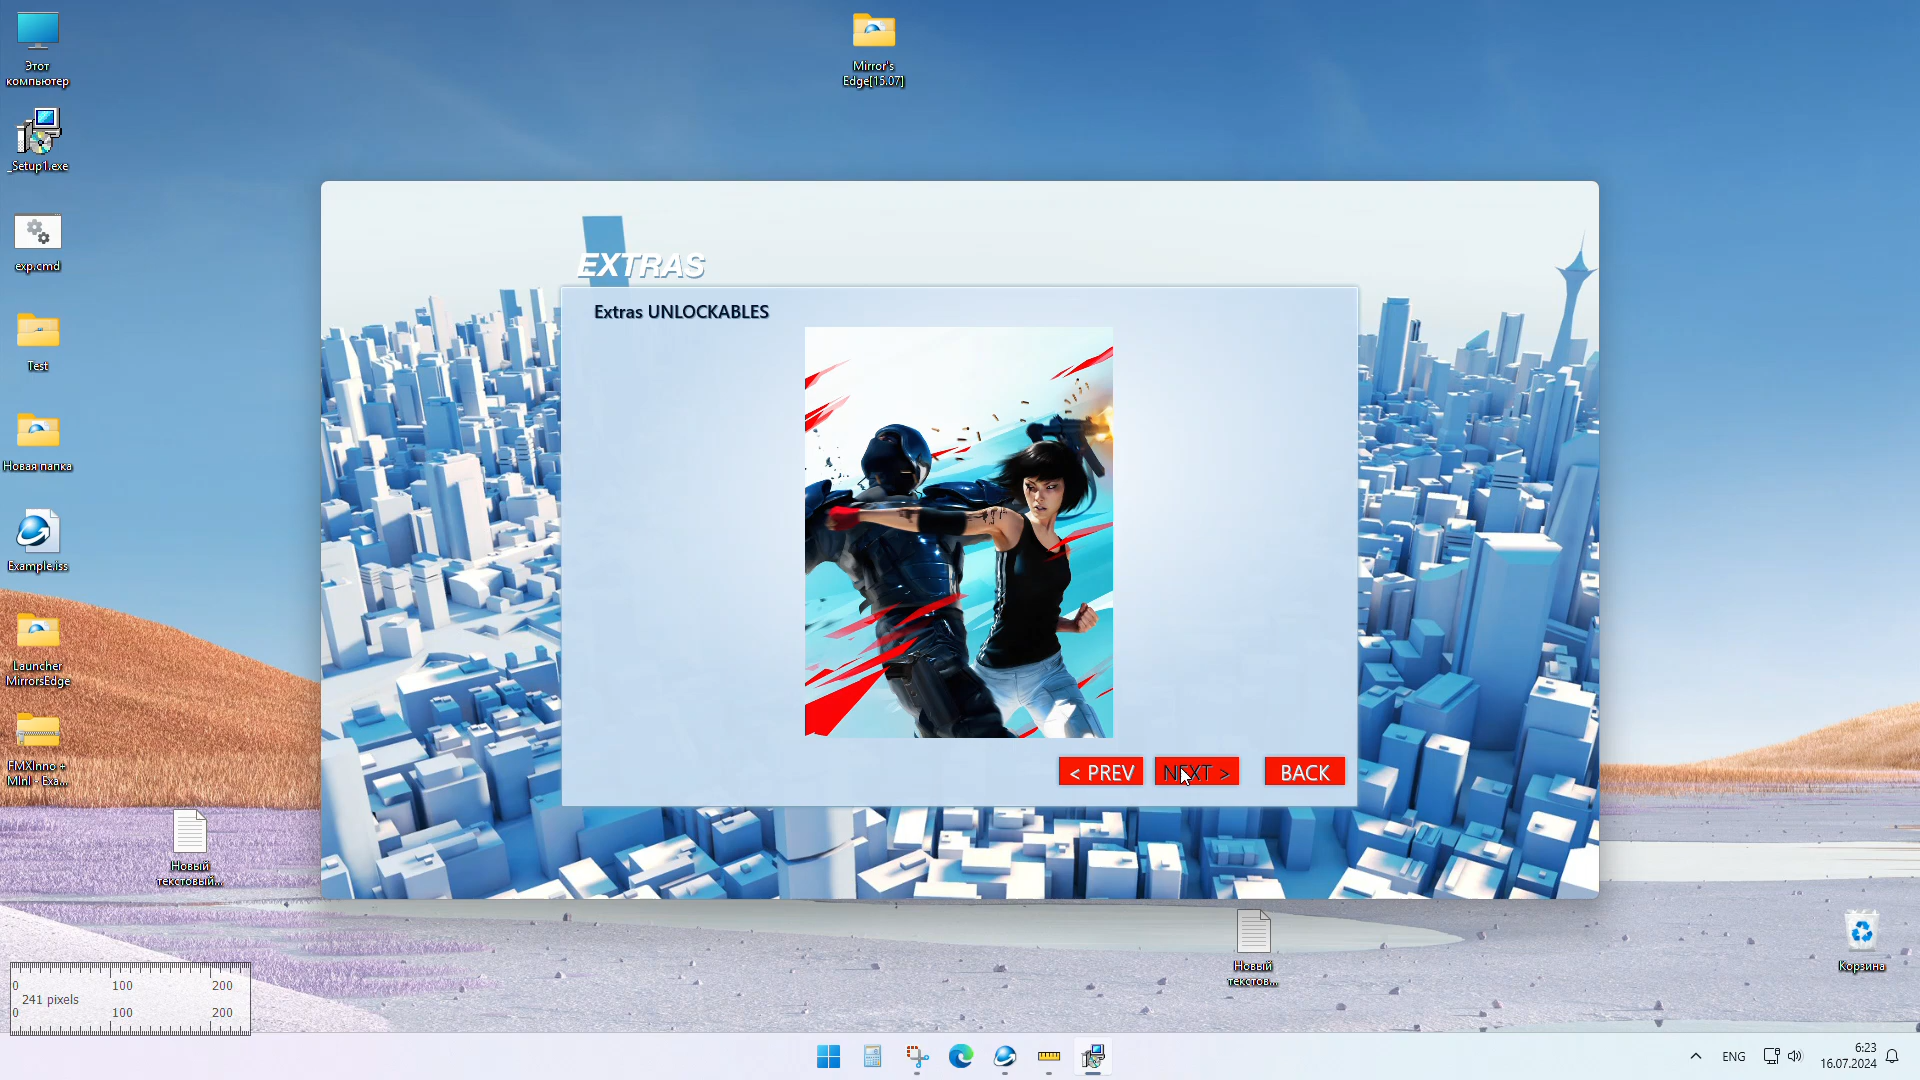 Этот
компьютер
Mirror's
Edge[15.07]
_Setup1.exe
exp.cmd
Test
Новая папка
Example.iss
Launcher
MirrorsEdge
FMXInno +
MInI - Exa...
Новый
текстовый...
EXTRAS
Extras UNLOCKABLES
< PREV
NEXT >
BACK
Новый
текстов...
Корзина
0 100 200
241 pixels
0 100 200
ENG
6:23
16.07.2024